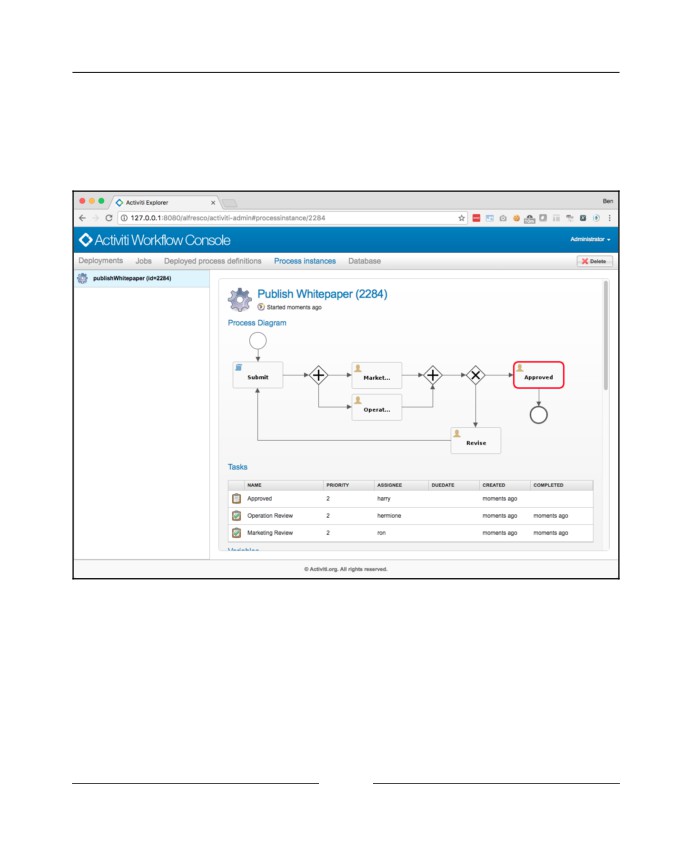 Activiti Explorer
Ben
127.0.0.1:8080/alfresco/activiti-admin#processinstance/2284
Activiti Workflow Console
Administrator
Deployments Jobs Deployed process definitions Process instances Database
Delete
publishWhitepaper (id=2284)
Publish Whitepaper (2284)
Started moments ago
Process Diagram
Submit
Market...
Approved
Operat...
Revise
Tasks
NAME PRIORITY ASSIGNEE DUEDATE CREATED COMPLETED
Approved 2 harry moments ago
Operation Review 2 hermione moments ago moments ago
Marketing Review 2 ron moments ago moments ago
Variables
© Activiti.org. All rights reserved.